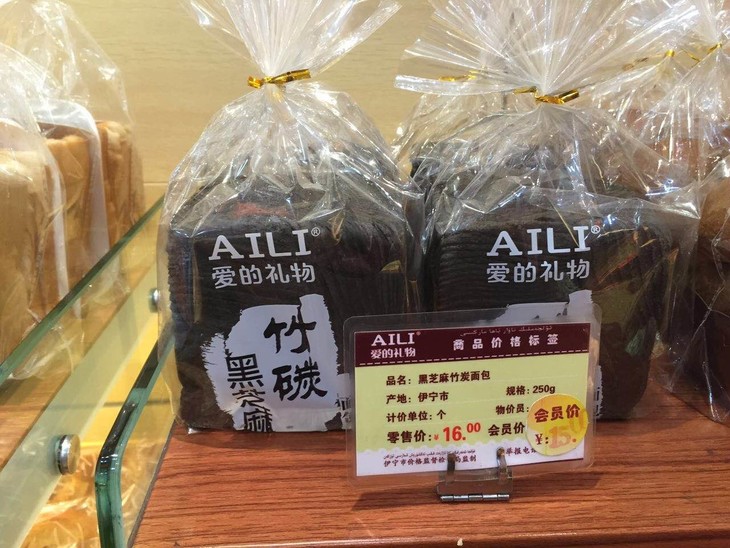 AILI®
爱的礼物
竹碳
黑芝麻
AILI®
爱的礼物
AILI®
爱的礼物
商品价格标签
品名: 黑芝麻竹炭面包
产地: 伊宁市
规格: 250g
计价单位: 个
物价员:
零售价: ¥16.00
会员价
会员价
¥:15.
伊宁市价格监督检
局监制
举报电